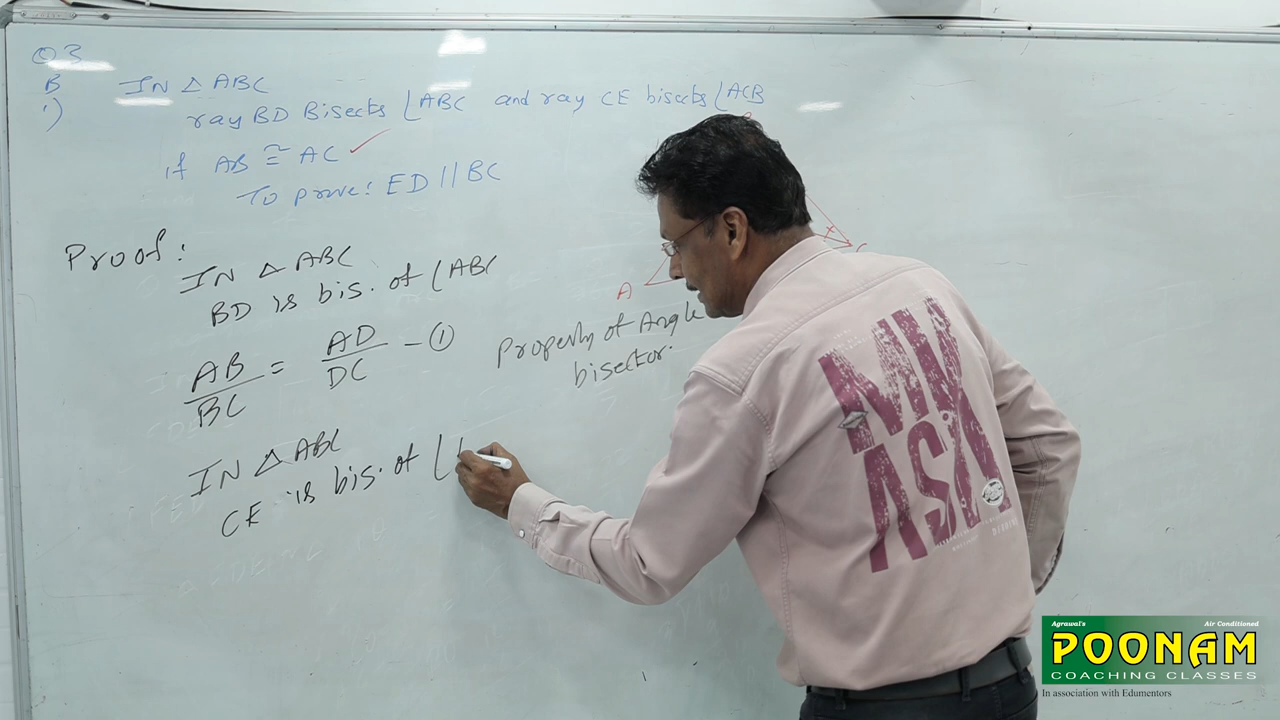 Q3
B
i)
IN △ ABC
ray BD Bisects ∠ABC and ray CE bisects ∠ACB
if AB ≅ AC ✓
To prove: ED // BC
Proof:
IN △ ABC
BD is bis. of ∠ABC
AB/BC = AD/DC - ①
Property of Angle
bisector.
IN △ ABC
CE is bis. of ∠
A
MK
ASK
Agrawal's Air Conditioned
POONAM
COACHING CLASSES
In association with Edumentors